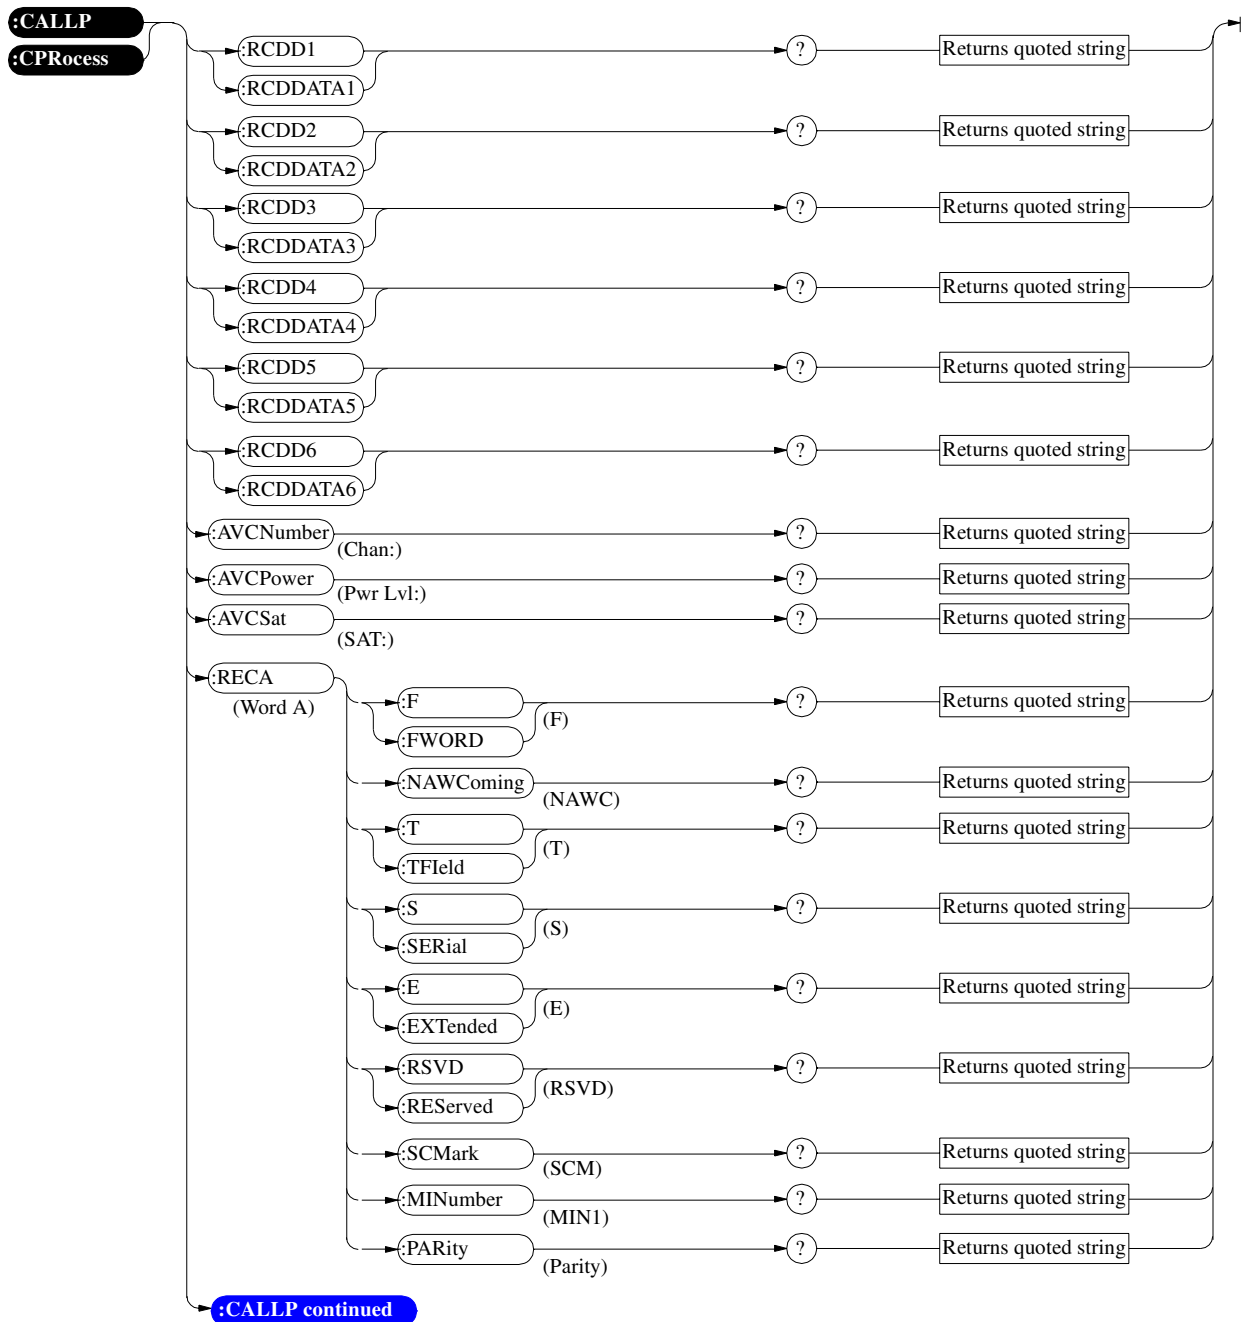 :CALLP
:CPRocess
:RCDD1 ? Returns quoted string
:RCDDATA1
:RCDD2 ? Returns quoted string
:RCDDATA2
:RCDD3 ? Returns quoted string
:RCDDATA3
:RCDD4 ? Returns quoted string
:RCDDATA4
:RCDD5 ? Returns quoted string
:RCDDATA5
:RCDD6 ? Returns quoted string
:RCDDATA6
:AVCNumber ? Returns quoted string
(Chan:)
:AVCPower ? Returns quoted string
(Pwr Lvl:)
:AVCSat ? Returns quoted string
(SAT:)
:RECA
(Word A)
:F ? Returns quoted string
(F)
:FWORD
:NAWComing ? Returns quoted string
(NAWC)
:T ? Returns quoted string
(T)
:TFIeld
:S ? Returns quoted string
(S)
:SERial
:E ? Returns quoted string
(E)
:EXTended
:RSVD ? Returns quoted string
(RSVD)
:REServed
:SCMark ? Returns quoted string
(SCM)
:MINumber ? Returns quoted string
(MIN1)
:PARity ? Returns quoted string
(Parity)
:CALLP continued